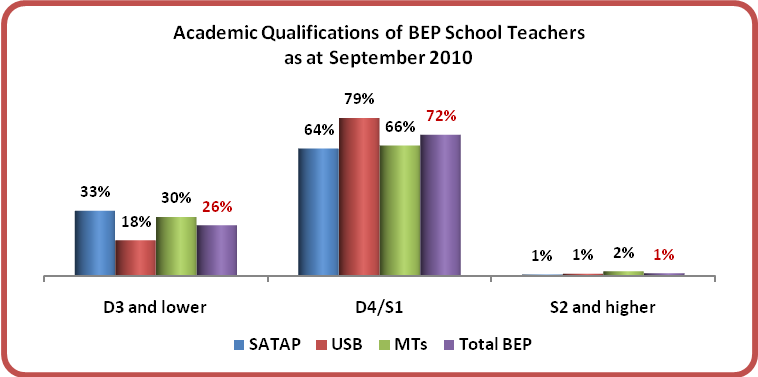 Academic Qualifications of BEP School Teachers
as at September 2010
33%
18%
30%
26%
64%
79%
66%
72%
1%
1%
2%
1%
D3 and lower
D4/S1
S2 and higher
SATAP
USB
MTs
Total BEP